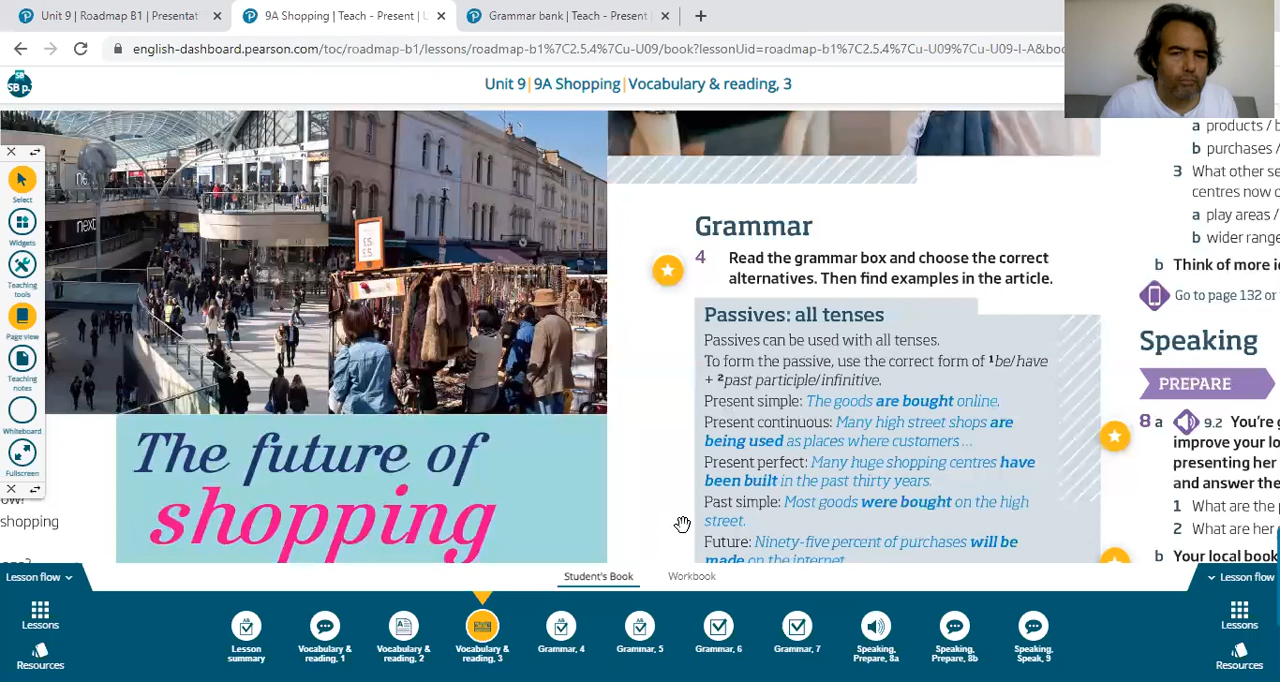 Unit 9 | Roadmap B1 | Presentat
9A Shopping | Teach - Present | U
Grammar bank | Teach - Present
english-dashboard.pearson.com/toc/roadmap-b1/lessons/roadmap-b1%7C2.5.4%7Cu-U09/book?lessonUid=roadmap-b1%7C2.5.4%7Cu-U09%7Cu-U09-I-A&boo
SB
SB p.
Unit 9|9A Shopping|Vocabulary & reading, 3
Select
Widgets
Teaching
tools
Page view
Teaching
notes
Whiteboard
Fullscreen
next
£5
The future of
shopping
shopping
Grammar
4 Read the grammar box and choose the correct
alternatives. Then find examples in the article.
Passives: all tenses
Passives can be used with all tenses.
To form the passive, use the correct form of ¹be/have
+ ²past participle/infinitive.
Present simple: The goods are bought online.
Present continuous: Many high street shops are
being used as places where customers ...
Present perfect: Many huge shopping centres have
been built in the past thirty years.
Past simple: Most goods were bought on the high
street.
Future: Ninety-five percent of purchases will be
made on the internet
a products / b
b purchases /
3 What other se
centres now o
a play areas /
b wider range
b Think of more i
Go to page 132 or
Speaking
PREPARE
8 a 9.2 You're g
improve your lo
presenting her
and answer the
1 What are the p
2 What are her
b Your local book
Lesson flow
Student's Book
Workbook
Lesson flow
Lessons
Resources
Lesson
summary
Vocabulary &
reading, 1
Vocabulary &
reading, 2
Vocabulary &
reading, 3
Grammar, 4
Grammar, 5
Grammar, 6
Grammar, 7
Speaking,
Prepare, 8a
Speaking,
Prepare, 8b
Speaking,
Speak, 9
Lessons
Resources